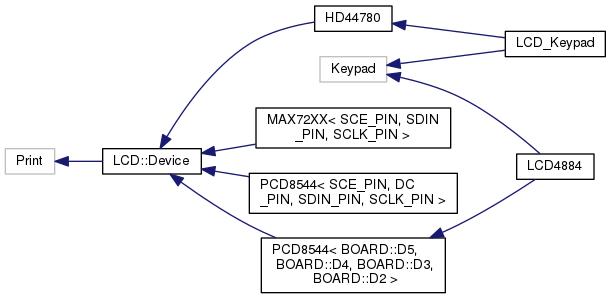 HD44780
LCD_Keypad
Keypad
MAX72XX< SCE_PIN, SDIN
_PIN, SCLK_PIN >
Print
LCD::Device
LCD4884
PCD8544< SCE_PIN, DC
_PIN, SDIN_PIN, SCLK_PIN >
PCD8544< BOARD::D5,
BOARD::D4, BOARD::D3,
BOARD::D2 >